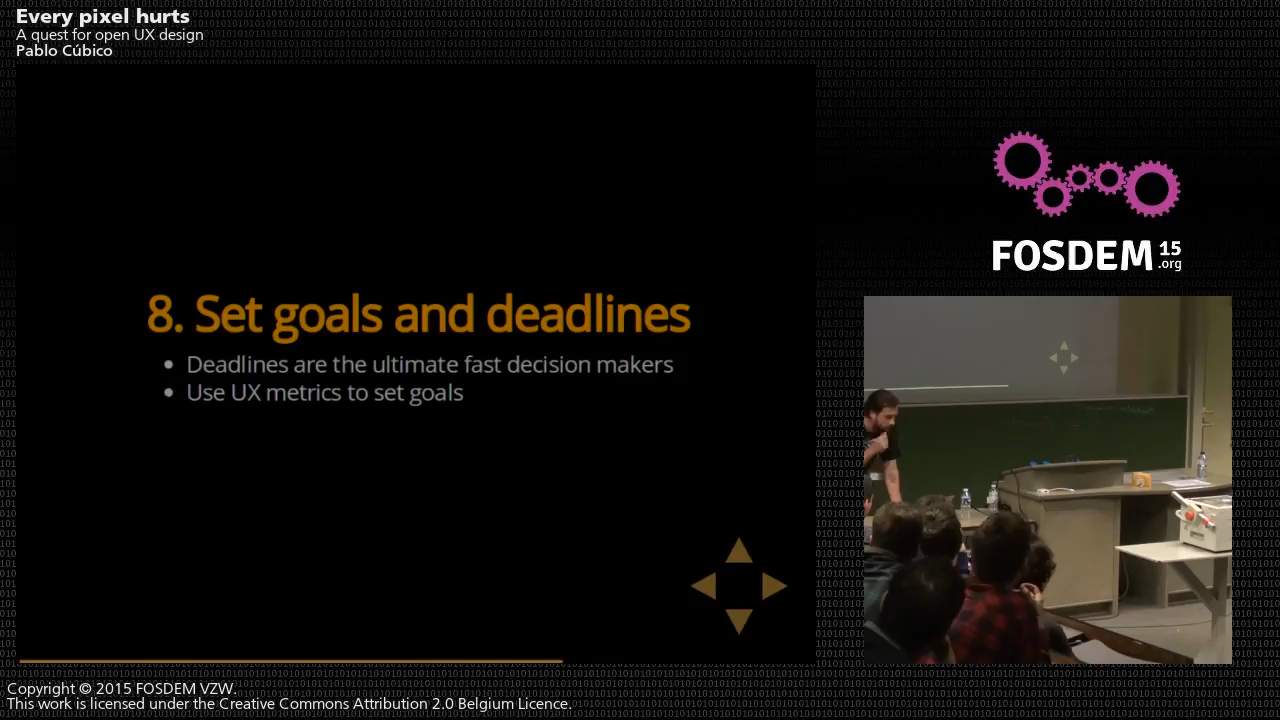 Every pixel hurts
A quest for open UX design
Pablo Cúbico
FOSDEM 15
.org
8. Set goals and deadlines
• Deadlines are the ultimate fast decision makers
• Use UX metrics to set goals
Copyright © 2015 FOSDEM VZW.
This work is licensed under the Creative Commons Attribution 2.0 Belgium Licence.